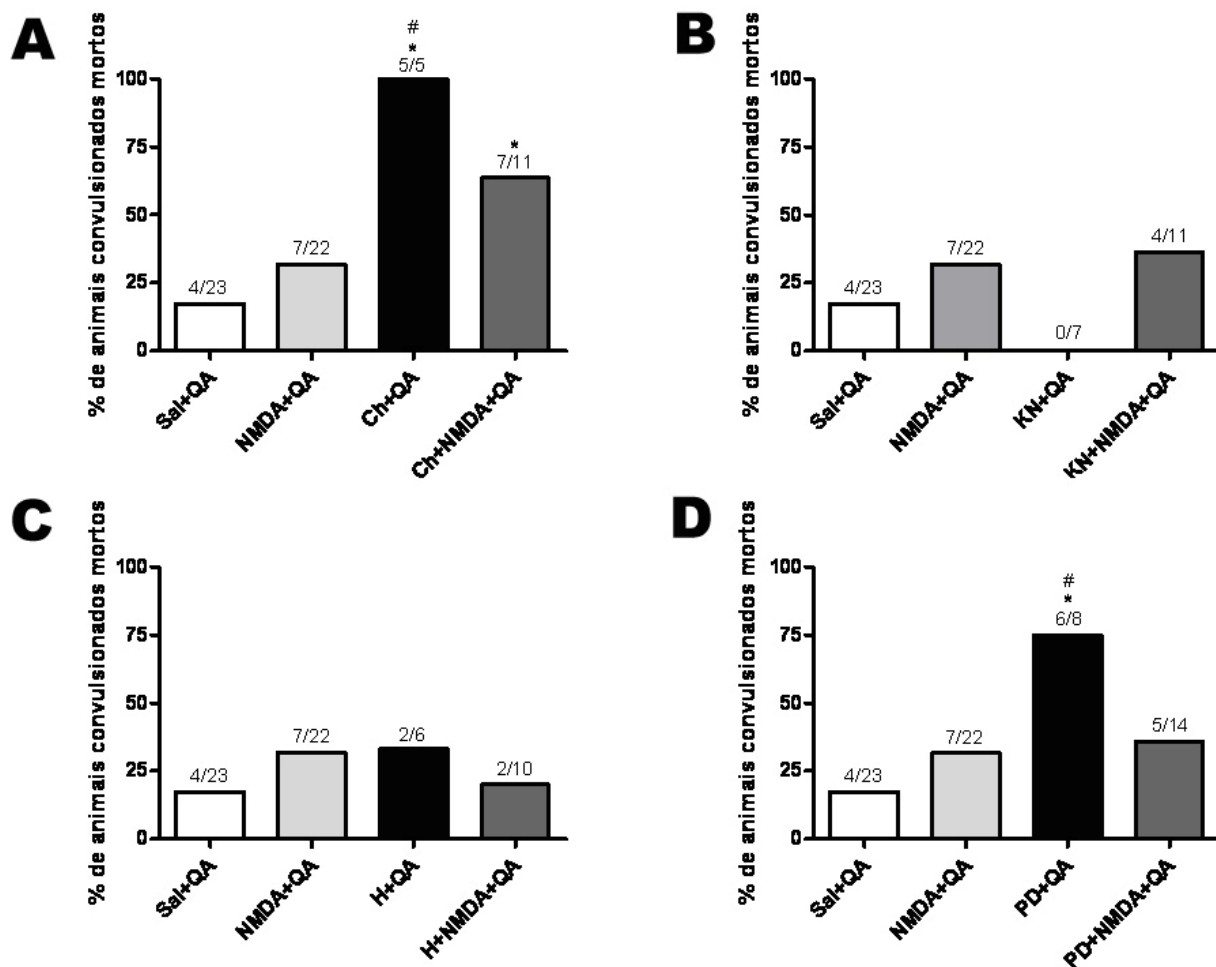 A
% de animais convulsionados mortos
100
75
50
25
0
4/23
7/22
#
*
5/5
*
7/11
Sal+QA
NMDA+QA
Ch+QA
Ch+NMDA+QA
B
% de animais convulsionados mortos
100
75
50
25
0
4/23
7/22
0/7
4/11
Sal+QA
NMDA+QA
KN+QA
KN+NMDA+QA
C
% de animais convulsionados mortos
100
75
50
25
0
4/23
7/22
2/6
2/10
Sal+QA
NMDA+QA
H+QA
H+NMDA+QA
D
% de animais convulsionados mortos
100
75
50
25
0
4/23
7/22
#
*
6/8
5/14
Sal+QA
NMDA+QA
PD+QA
PD+NMDA+QA